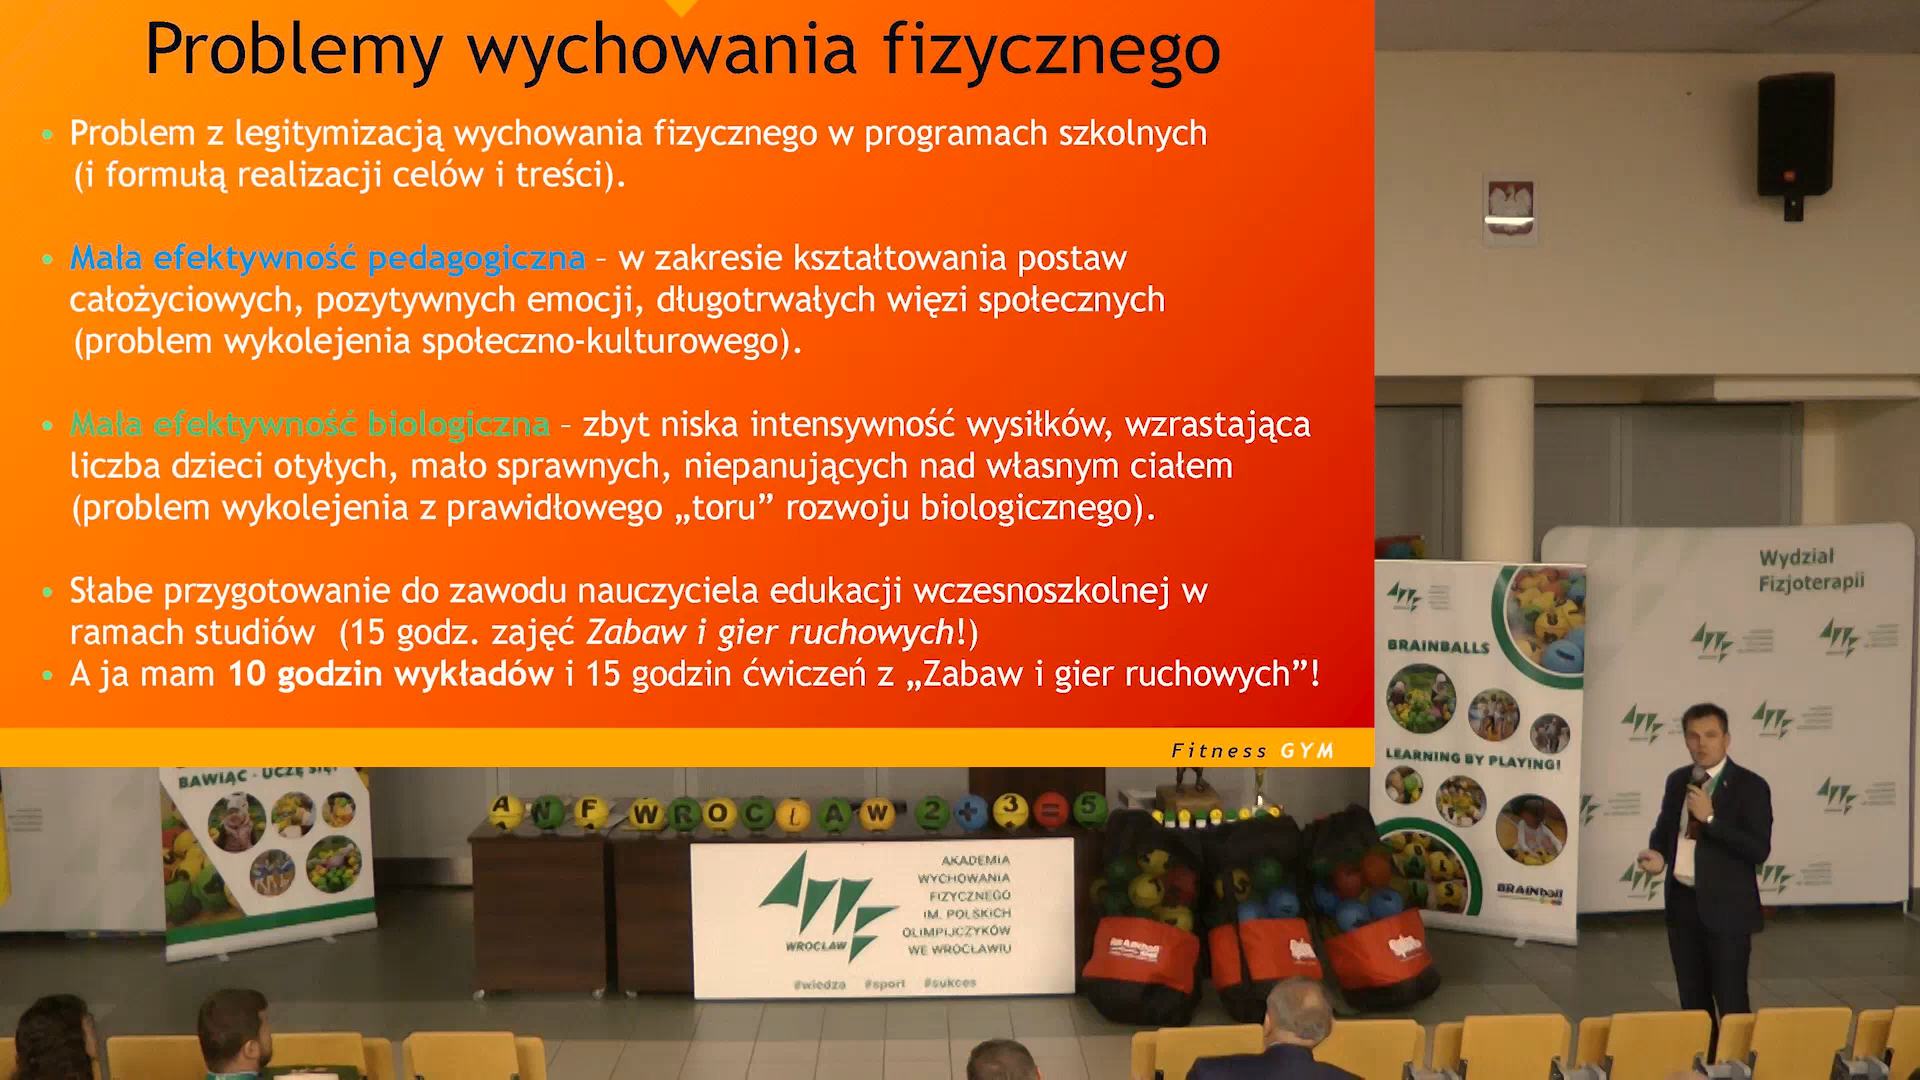 Problemy wychowania fizycznego
• Problem z legitymizacją wychowania fizycznego w programach szkolnych
(i formułą realizacji celów i treści).
• Mała efektywność pedagogiczna – w zakresie kształtowania postaw
całożyciowych, pozytywnych emocji, długotrwałych więzi społecznych
(problem wykolejenia społeczno-kulturowego).
• Mała efektywność biologiczna – zbyt niska intensywność wysiłków, wzrastająca
liczba dzieci otyłych, mało sprawnych, niepanujących nad własnym ciałem
(problem wykolejenia z prawidłowego „toru” rozwoju biologicznego).
• Słabe przygotowanie do zawodu nauczyciela edukacji wczesnoszkolnej w
ramach studiów (15 godz. zajęć Zabaw i gier ruchowych!)
• A ja mam 10 godzin wykładów i 15 godzin ćwiczeń z „Zabaw i gier ruchowych”!
Fitness GYM
Wydział
Fizjoterapii
BRAINBALLS
LEARNING BY PLAYING!
BRAINball
BAWIĄC - UCZĘ SIĘ!
AWF WROCŁAW 2+3=5
AWF
WROCŁAW
AKADEMIA
WYCHOWANIA
FIZYCZNEGO
IM. POLSKICH
OLIMPIJCZYKÓW
WE WROCŁAWIU
#wiedza #sport #sukces